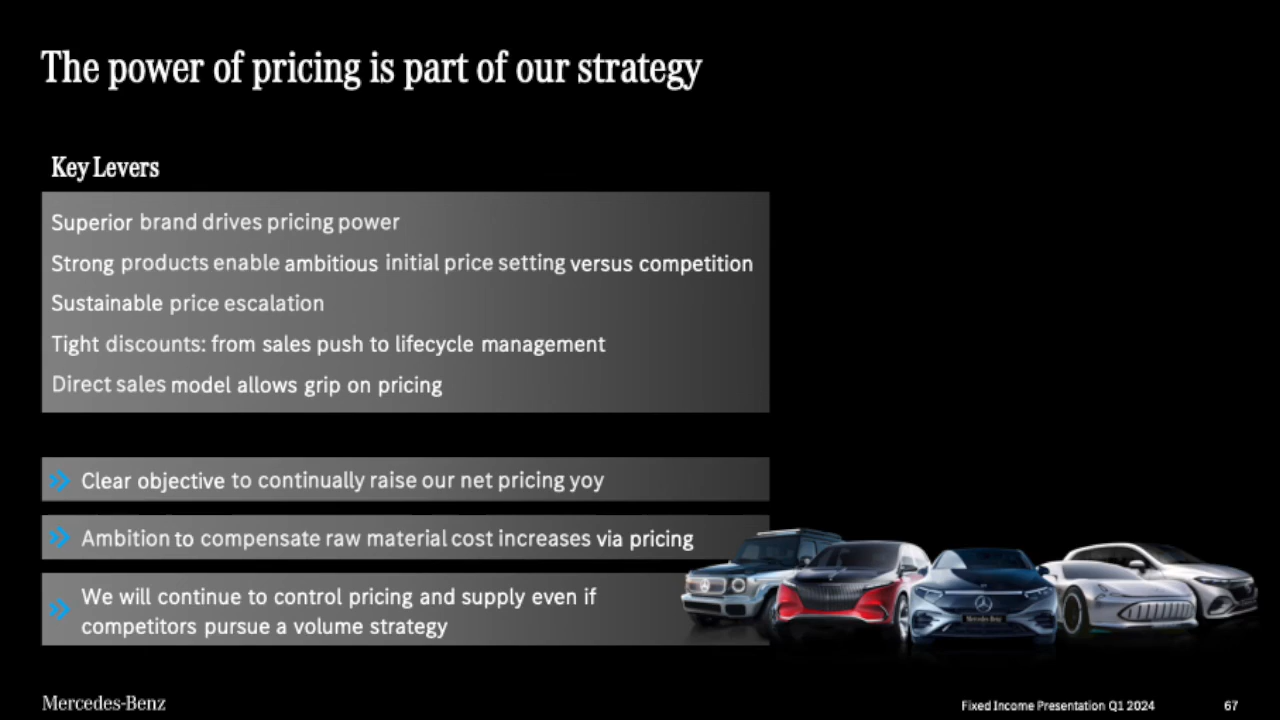 The power of pricing is part of our strategy
Key Levers
Superior brand drives pricing power
Strong products enable ambitious initial price setting versus competition
Sustainable price escalation
Tight discounts: from sales push to lifecycle management
Direct sales model allows grip on pricing
Clear objective to continually raise our net pricing yoy
Ambition to compensate raw material cost increases via pricing
We will continue to control pricing and supply even if
competitors pursue a volume strategy
Mercedes-Benz
Mercedes-Benz
Fixed Income Presentation Q1 2024
67